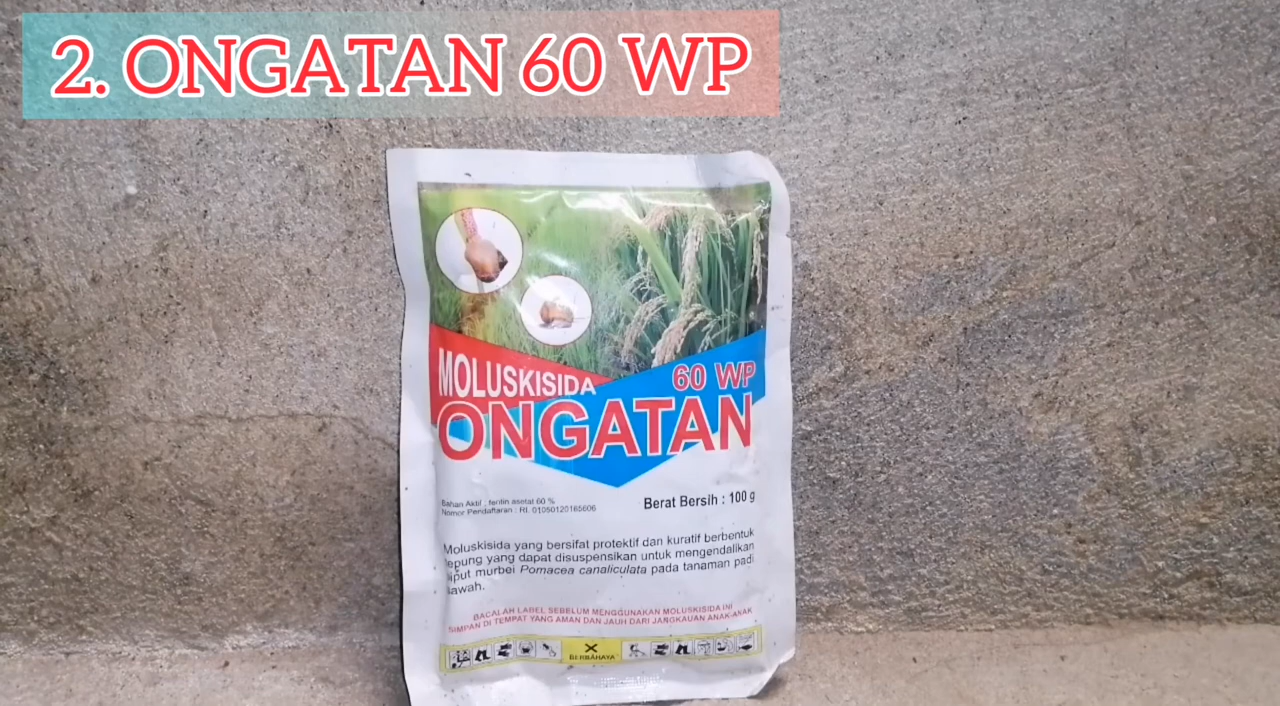 2. ONGATAN 60 WP
MOLUSKISIDA
60 WP
ONGATAN
Bahan Aktif : fentin asetat 60 %
Nomor Pendaftaran : RI. 01050120185606
Berat Bersih : 100 g
Moluskisida yang bersifat protektif dan kuratif berbentuk
tepung yang dapat disuspensikan untuk mengendalikan
siput murbei Pomacea canaliculata pada tanaman padi
sawah.
BACALAH LABEL SEBELUM MENGGUNAKAN MOLUSKISIDA INI
SIMPAN DI TEMPAT YANG AMAN DAN JAUH DARI JANGKAUAN ANAK-ANAK
BERBAHAYA